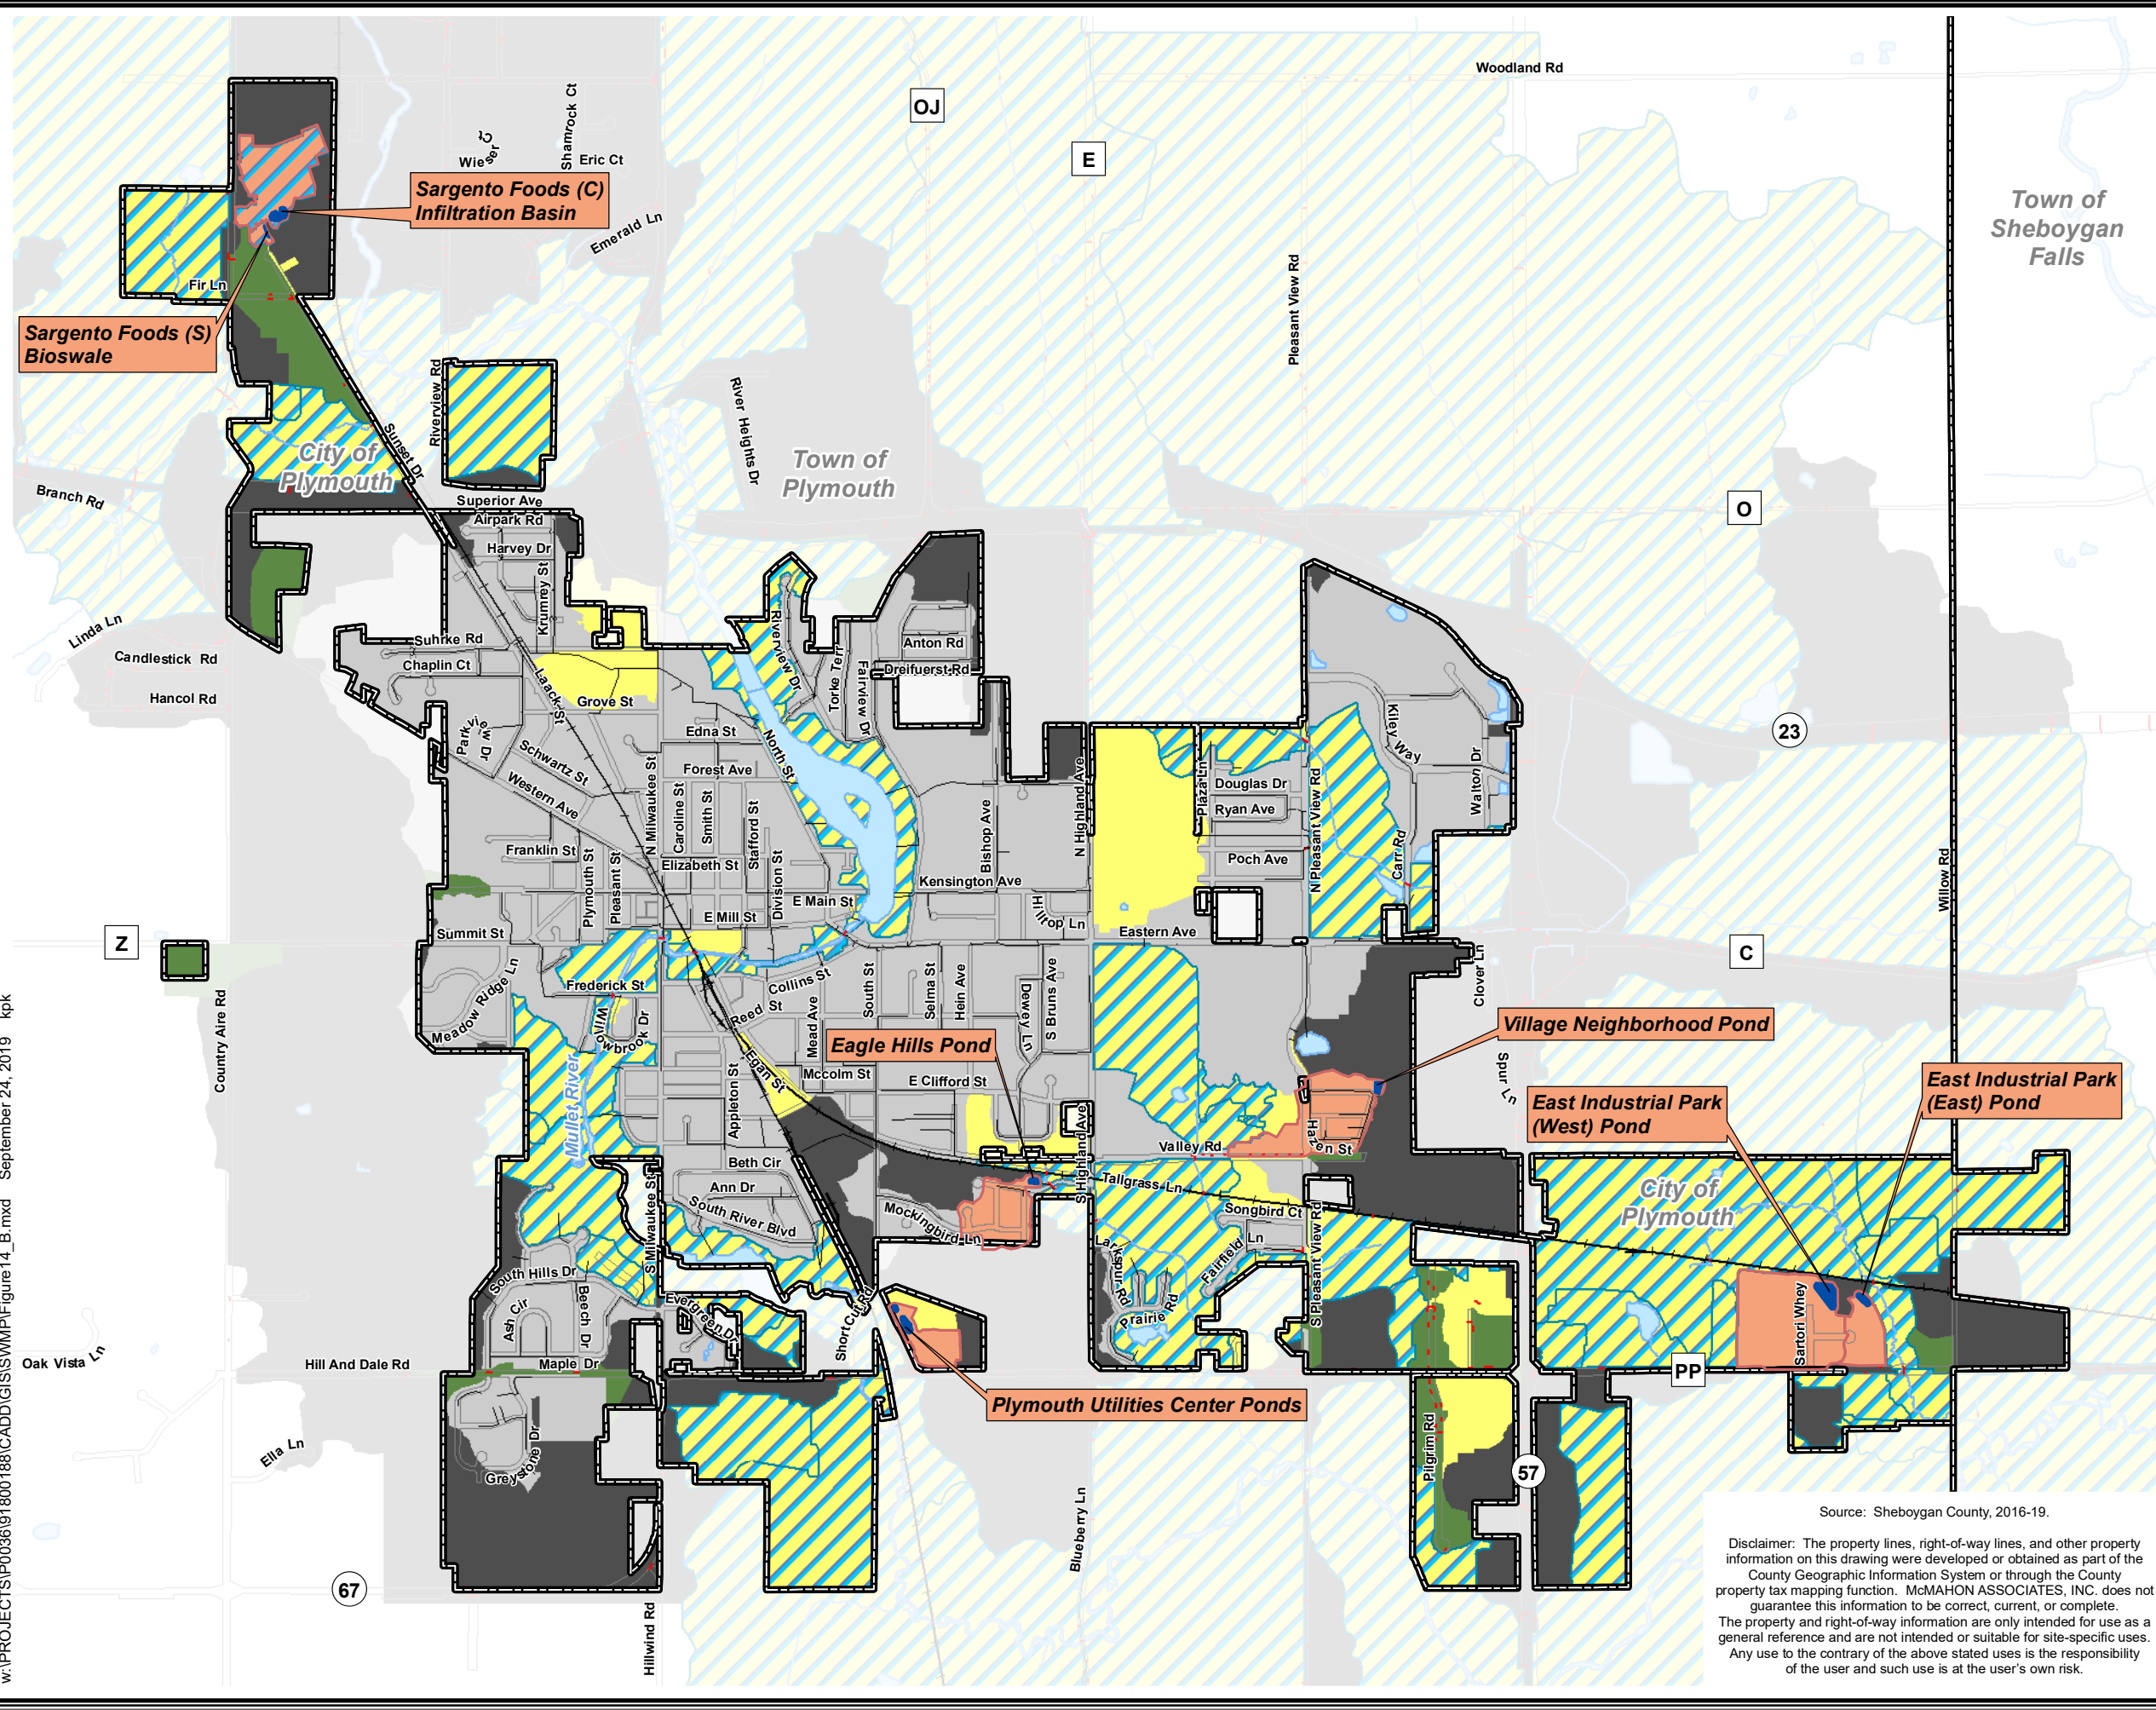 Woodland Rd
OJ
E
Shamrock Ct
Wieser Ct
Eric Ct
Sargento Foods (C)
Infiltration Basin
Emerald Ln
Town of
Sheboygan
Falls
Pleasant View Rd
Fir Ln
Sargento Foods (S)
Bioswale
Riverview Rd
River Heights Dr
Sunset Dr
City of
Plymouth
Town of
Plymouth
Branch Rd
Superior Ave
Airpark Rd
Harvey Dr
Krumrey St
O
Linda Ln
Candlestick Rd
Hancol Rd
Suhrke Rd
Chaplin Ct
Laack St
Grove St
Riverview Dr
Torke Terr
Fairview Dr
Anton Rd
Dreifuerst Rd
Park View Dr
Schwartz St
Western Ave
Edna St
Forest Ave
North St
N Milwaukee St
Caroline St
Smith St
Stafford St
Division St
Franklin St
Plymouth St
Pleasant St
Elizabeth St
E Main St
E Mill St
Kensington Ave
Bishop Ave
N Highland Ave
Hilltop Ln
Plaza Ln
Douglas Dr
Ryan Ave
Poch Ave
N Pleasant View Rd
Kiley Way
Walton Dr
Carr Rd
23
Willow Rd
Z
Summit St
Eastern Ave
C
Clover Ln
Meadow Ridge Ln
Frederick St
Willowbrook Dr
Collins St
Reed St
Mead Ave
South St
Selma St
Hein Ave
Dewey Ln
S Bruns Ave
Country Aire Rd
Mullet River
Egan St
Appleton St
Mccolm St
E Clifford St
Eagle Hills Pond
Village Neighborhood Pond
Spur Ln
East Industrial Park
(West) Pond
East Industrial Park
(East) Pond
Hazen St
Valley Rd
Beth Cir
Ann Dr
South River Blvd
S Milwaukee St
Mockingbird Ln
S Highland Ave
Tallgrass Ln
Songbird Ct
Larkspur Rd
Fairfield Ln
Prairie Rd
S Pleasant View Rd
City of
Plymouth
Sartori Whey
South Hills Dr
Ash Cir
Beech Dr
Evergreen Dr
Short Cut Rd
Oak Vista Ln
Hill And Dale Rd
Maple Dr
PP
Plymouth Utilities Center Ponds
Ella Ln
Greystone Dr
Pilgrim Rd
57
Blueberry Ln
67
Hillwind Rd
Source: Sheboygan County, 2016-19.
Disclaimer: The property lines, right-of-way lines, and other property
information on this drawing were developed or obtained as part of the
County Geographic Information System or through the County
property tax mapping function. McMAHON ASSOCIATES, INC. does not
guarantee this information to be correct, current, or complete.
The property and right-of-way information are only intended for use as a
general reference and are not intended or suitable for site-specific uses.
Any use to the contrary of the above stated uses is the responsibility
of the user and such use is at the user's own risk.
w:\PROJECTS\P0036\91800188\CADD\GIS\SWMP\Figure14_B.mxd September 24, 2019 kpk